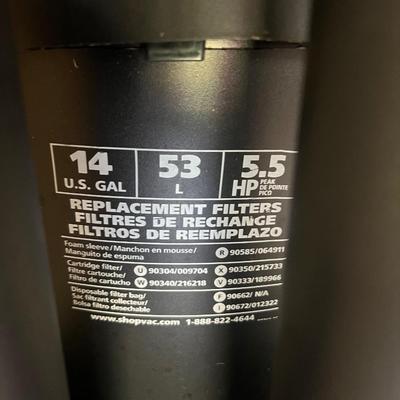 14 U.S. GAL
53 L
5.5 HP PEAK DE POINTE PICO
REPLACEMENT FILTERS
FILTRES DE RECHANGE
FILTROS DE REEMPLAZO
Foam sleeve/Manchon en mousse/
Manguito de espuma
R 90585/064911
Cartridge filter/
Filtre cartouche/
Filtro de cartucho
U 90304/009704
X 90350/215733
W 90340/216218
V 90333/189966
Disposable filter bag/
Sac filtrant collecteur/
Bolsa filtro desechable
F 90662/ N/A
I 90672/012322
www.shopvac.com 1-888-822-4644